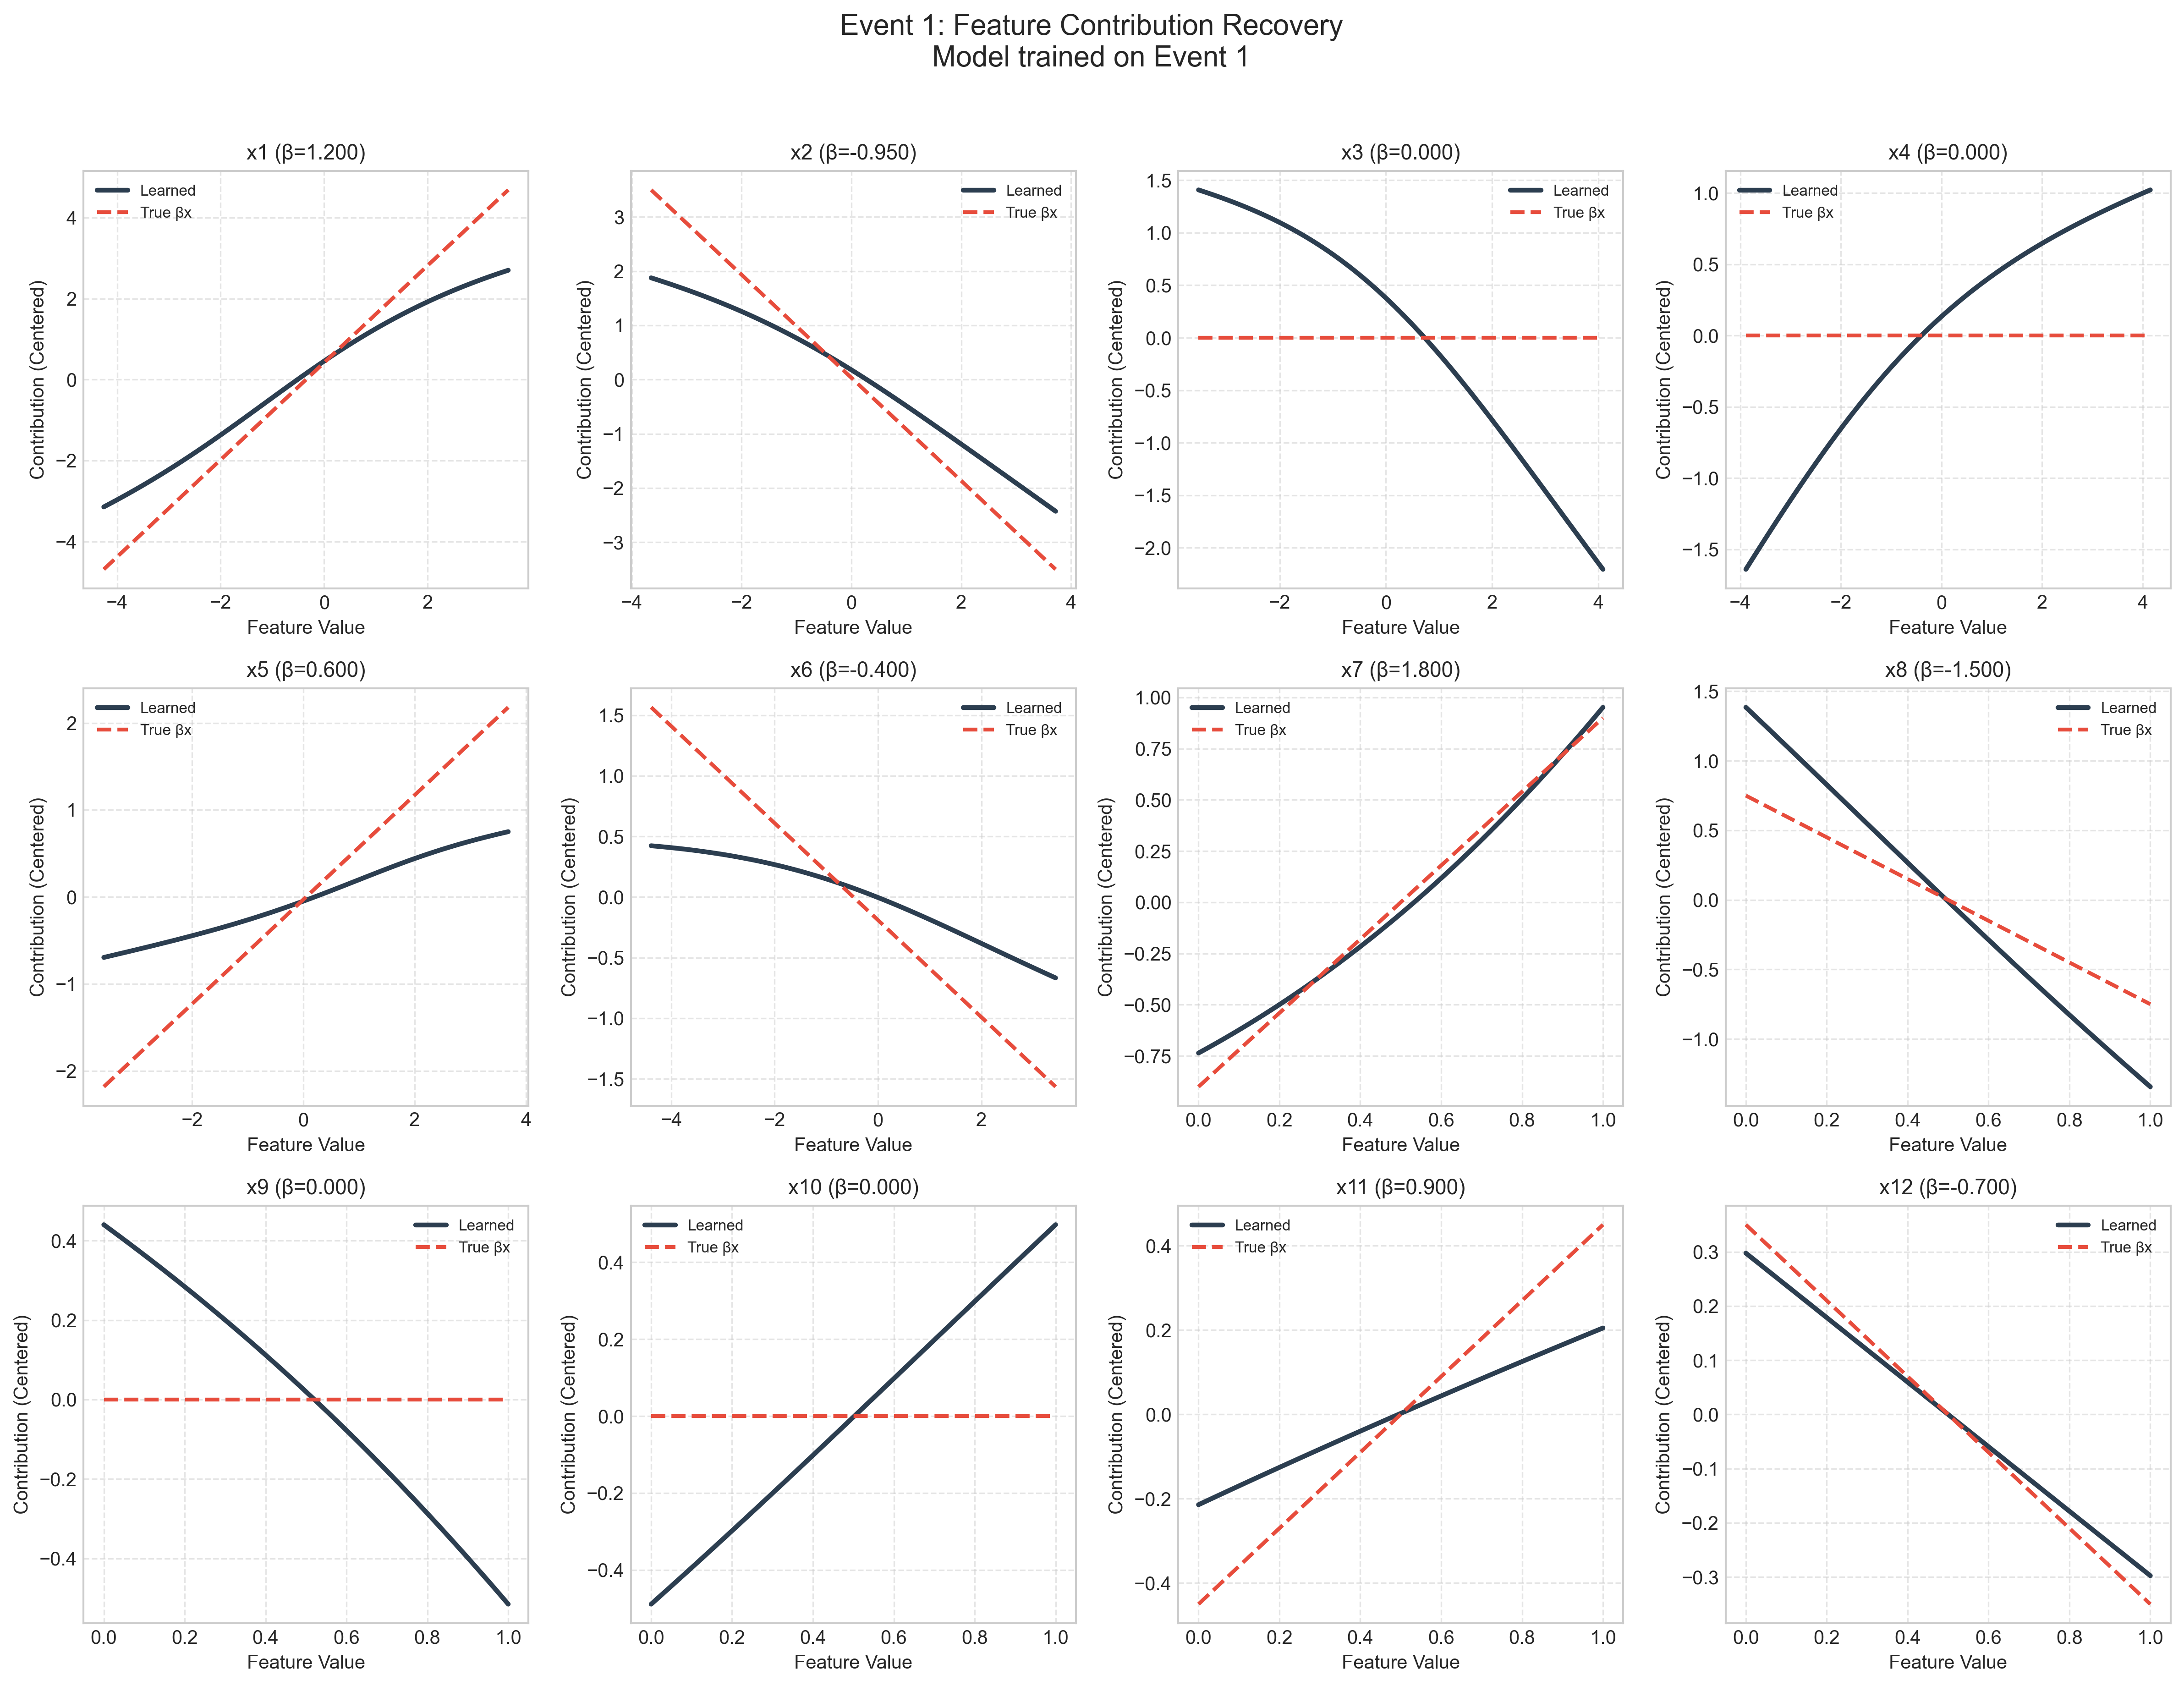 Event 1: Feature Contribution Recovery
Model trained on Event 1
x1 (β=1.200)
Learned
True βx
4
2
0
−2
−4
Contribution (Centered)
−4 −2 0 2
Feature Value
x2 (β=-0.950)
Learned
True βx
3
2
1
0
−1
−2
−3
Contribution (Centered)
−4 −2 0 2 4
Feature Value
x3 (β=0.000)
Learned
True βx
1.5
1.0
0.5
0.0
−0.5
−1.0
−1.5
−2.0
Contribution (Centered)
−2 0 2 4
Feature Value
x4 (β=0.000)
Learned
True βx
1.0
0.5
0.0
−0.5
−1.0
−1.5
Contribution (Centered)
−4 −2 0 2 4
Feature Value
x5 (β=0.600)
Learned
True βx
2
1
0
−1
−2
Contribution (Centered)
−2 0 2 4
Feature Value
x6 (β=-0.400)
Learned
True βx
1.5
1.0
0.5
0.0
−0.5
−1.0
−1.5
Contribution (Centered)
−4 −2 0 2
Feature Value
x7 (β=1.800)
Learned
True βx
1.00
0.75
0.50
0.25
0.00
−0.25
−0.50
−0.75
Contribution (Centered)
0.0 0.2 0.4 0.6 0.8 1.0
Feature Value
x8 (β=-1.500)
Learned
True βx
1.5
1.0
0.5
0.0
−0.5
−1.0
Contribution (Centered)
0.0 0.2 0.4 0.6 0.8 1.0
Feature Value
x9 (β=0.000)
Learned
True βx
0.4
0.2
0.0
−0.2
−0.4
Contribution (Centered)
0.0 0.2 0.4 0.6 0.8 1.0
Feature Value
x10 (β=0.000)
Learned
True βx
0.4
0.2
0.0
−0.2
−0.4
Contribution (Centered)
0.0 0.2 0.4 0.6 0.8 1.0
Feature Value
x11 (β=0.900)
Learned
True βx
0.4
0.2
0.0
−0.2
−0.4
Contribution (Centered)
0.0 0.2 0.4 0.6 0.8 1.0
Feature Value
x12 (β=-0.700)
Learned
True βx
0.3
0.2
0.1
0.0
−0.1
−0.2
−0.3
Contribution (Centered)
0.0 0.2 0.4 0.6 0.8 1.0
Feature Value